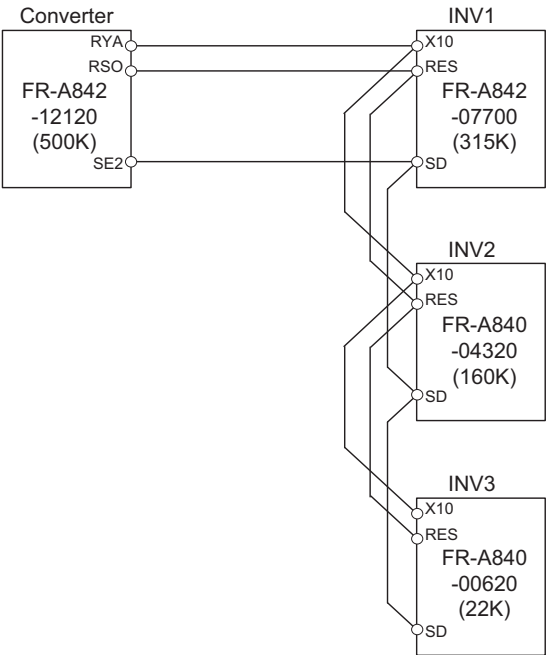 Converter
RYA
RSO
FR-A842
-12120
(500K)
SE2
INV1
X10
RES
FR-A842
-07700
(315K)
SD
INV2
X10
RES
FR-A840
-04320
(160K)
SD
INV3
X10
RES
FR-A840
-00620
(22K)
SD